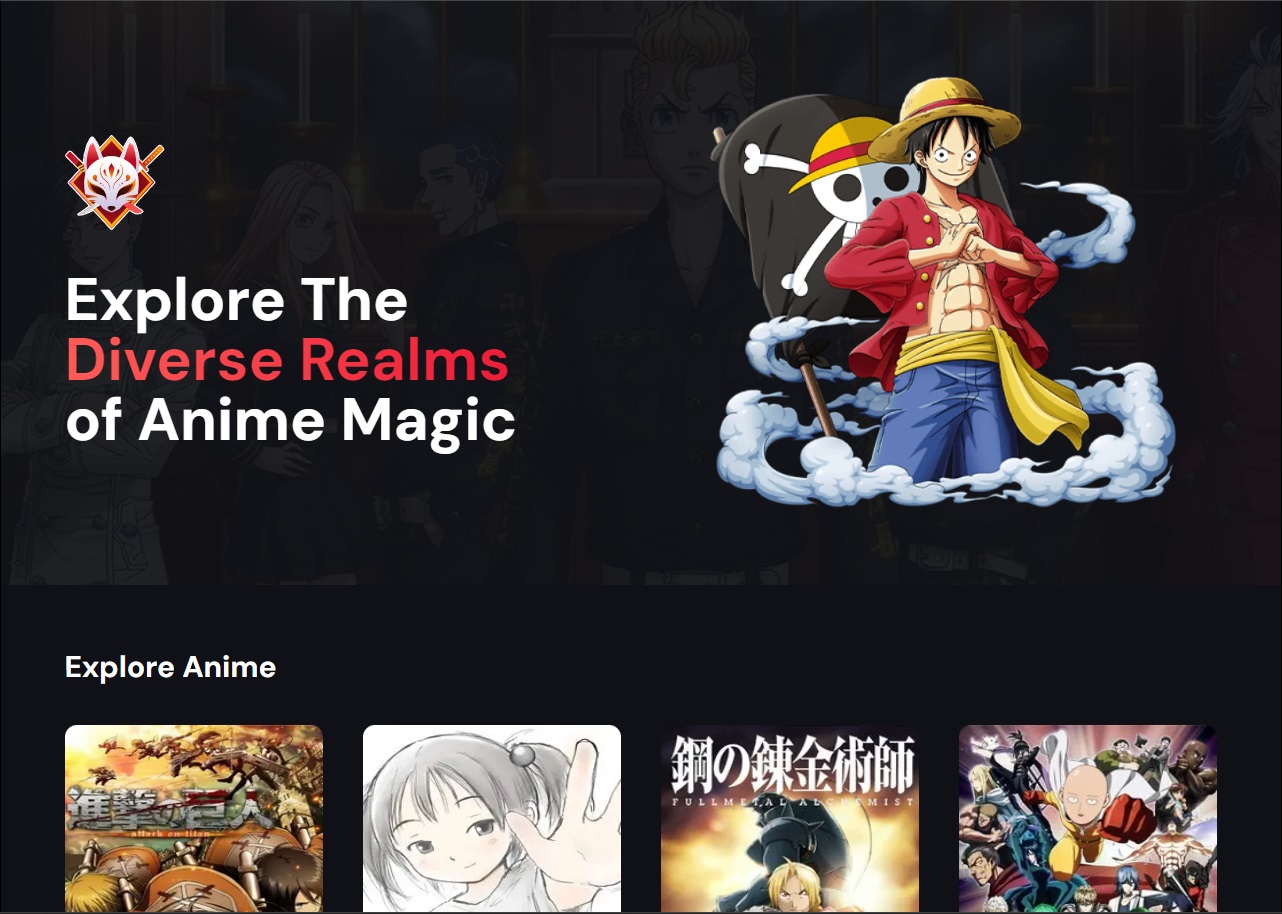 Explore The
Diverse Realms
of Anime Magic
Explore Anime
進撃の巨人
attack on titan
鋼の錬金術師
FULLMETAL ALCHEMIST